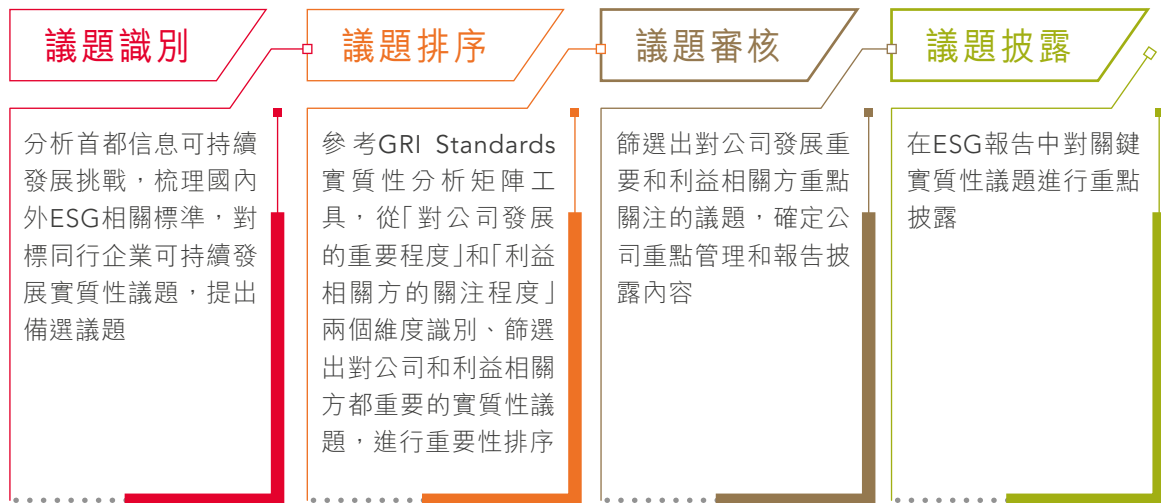 議題識別
分析首都信息可持續
發展挑戰，梳理國內
外ESG相關標準，對
標同行企業可持續發
展實質性議題，提出
備選議題
議題排序
參考GRI Standards
實質性分析矩陣工
具，從「對公司發展
的重要程度」和「利益
相關方的關注程度」
兩個維度識別、篩選
出對公司和利益相關
方都重要的實質性議
題，進行重要性排序
議題審核
篩選出對公司發展重
要和利益相關方重點
關注的議題，確定公
司重點管理和報告披
露內容
議題披露
在ESG報告中對關鍵
實質性議題進行重點
披露